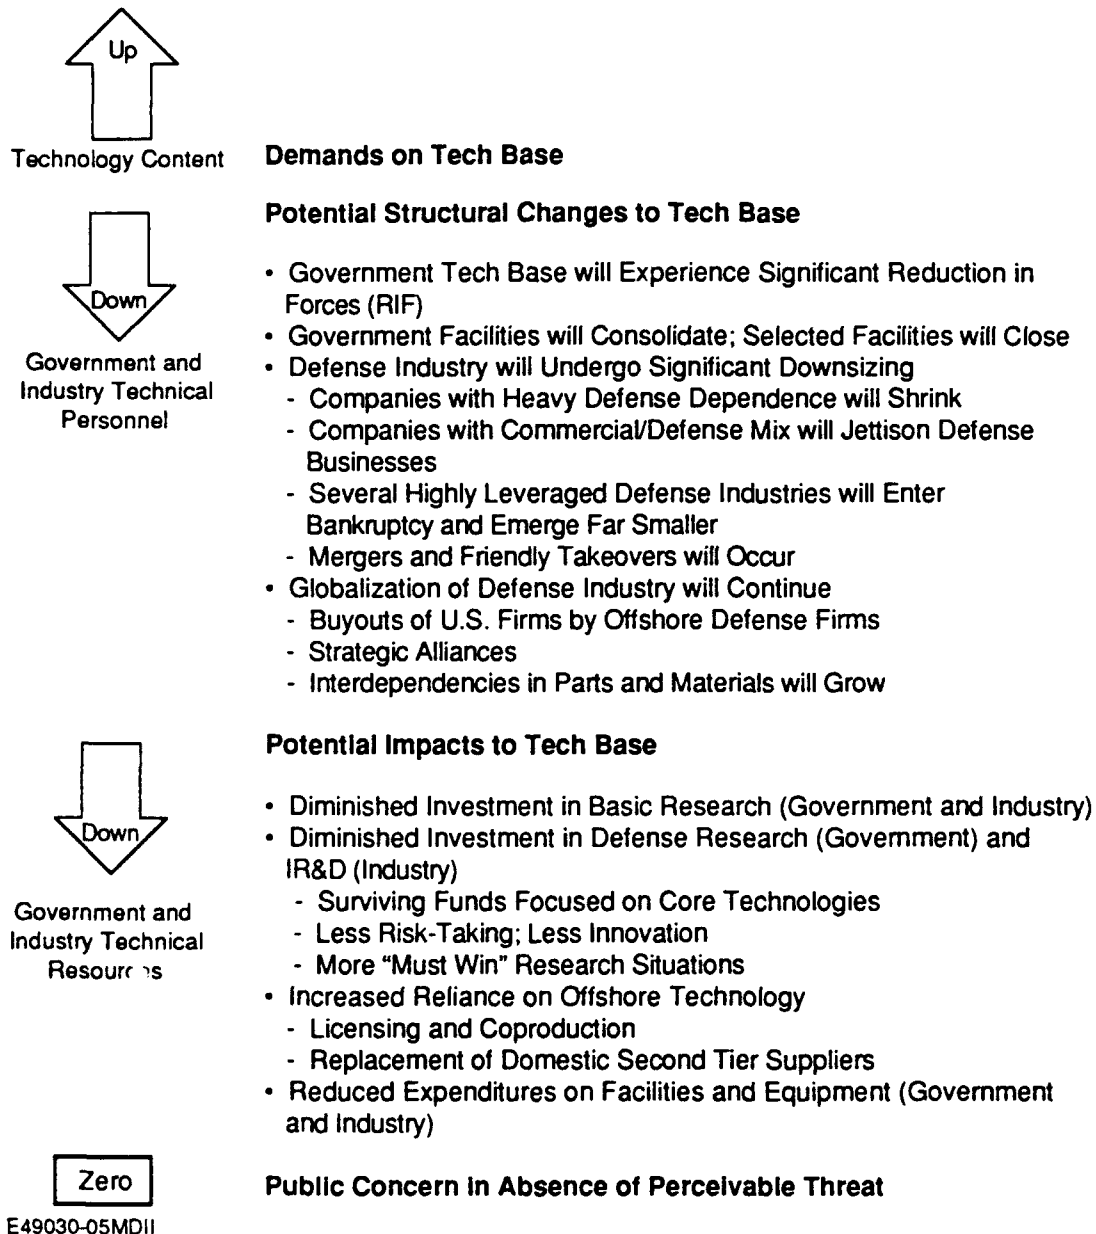 Up
Technology Content
Demands on Tech Base
Potential Structural Changes to Tech Base
Down
Government and
Industry Technical
Personnel
• Government Tech Base will Experience Significant Reduction in
Forces (RIF)
• Government Facilities will Consolidate; Selected Facilities will Close
• Defense Industry will Undergo Significant Downsizing
- Companies with Heavy Defense Dependence will Shrink
- Companies with Commercial/Defense Mix will Jettison Defense
Businesses
- Several Highly Leveraged Defense Industries will Enter
Bankruptcy and Emerge Far Smaller
- Mergers and Friendly Takeovers will Occur
• Globalization of Defense Industry will Continue
- Buyouts of U.S. Firms by Offshore Defense Firms
- Strategic Alliances
- Interdependencies in Parts and Materials will Grow
Potential Impacts to Tech Base
Down
Government and
Industry Technical
• Diminished Investment in Basic Research (Government and Industry)
• Diminished Investment in Defense Research (Government) and
IR&D (Industry)
- Surviving Funds Focused on Core Technologies
- Less Risk-Taking; Less Innovation
- More “Must Win” Research Situations
• Increased Reliance on Offshore Technology
- Licensing and Coproduction
- Replacement of Domestic Second Tier Suppliers
• Reduced Expenditures on Facilities and Equipment (Government
and Industry)
Zero
Public Concern in Absence of Perceivable Threat
E49030-05MDII